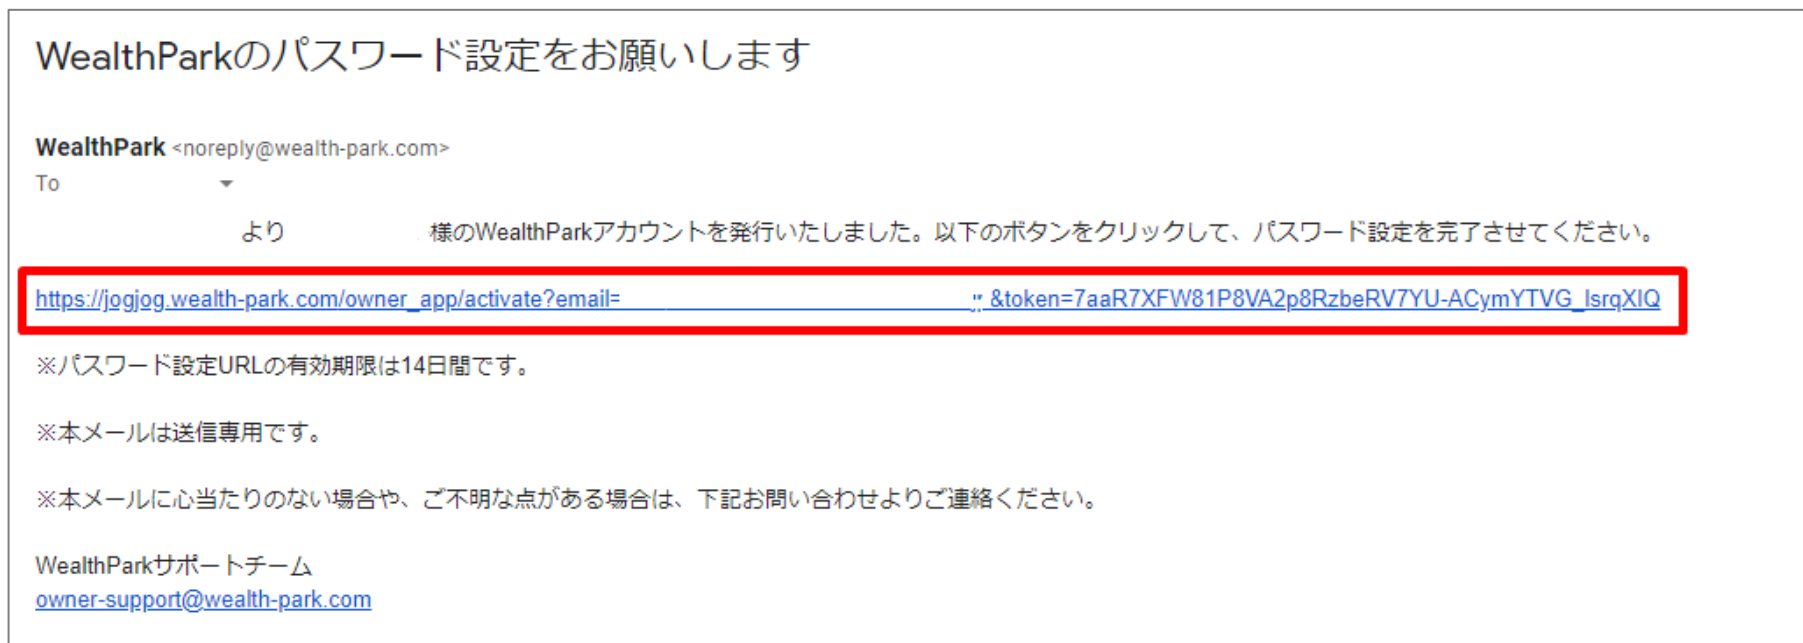 WealthParkのパスワード設定をお願いします
WealthPark <noreply@wealth-park.com>
To
より 様のWealthParkアカウントを発行いたしました。以下のボタンをクリックして、パスワード設定を完了させてください。
https://jogjog.wealth-park.com/owner_app/activate?email= &token=7aaR7XFW81P8VA2p8RzbeRV7YU-ACymYTVG_lsrqXIQ
※パスワード設定URLの有効期限は14日間です。
※本メールは送信専用です。
※本メールに心当たりのない場合や、ご不明な点がある場合は、下記お問い合わせよりご連絡ください。
WealthParkサポートチーム
owner-support@wealth-park.com